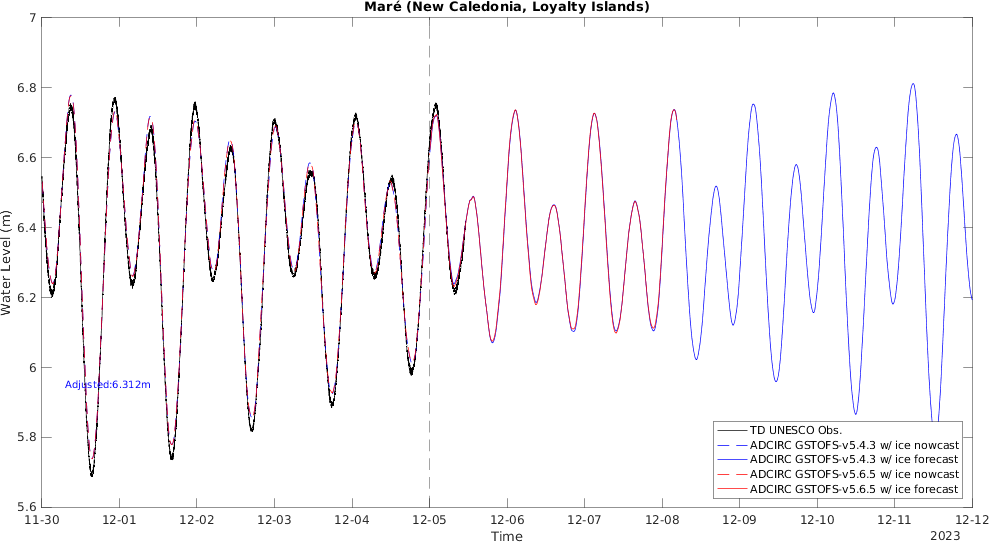 Maré (New Caledonia, Loyalty Islands)
7
6.8
6.6
6.4
6.2
6
5.8
5.6
Water Level (m)
Adjusted:6.312m
TD UNESCO Obs.
ADCIRC GSTOFS-v5.4.3 w/ ice nowcast
ADCIRC GSTOFS-v5.4.3 w/ ice forecast
ADCIRC GSTOFS-v5.6.5 w/ ice nowcast
ADCIRC GSTOFS-v5.6.5 w/ ice forecast
11-30 12-01 12-02 12-03 12-04 12-05 12-06 12-07 12-08 12-09 12-10 12-11 12-12
Time
2023